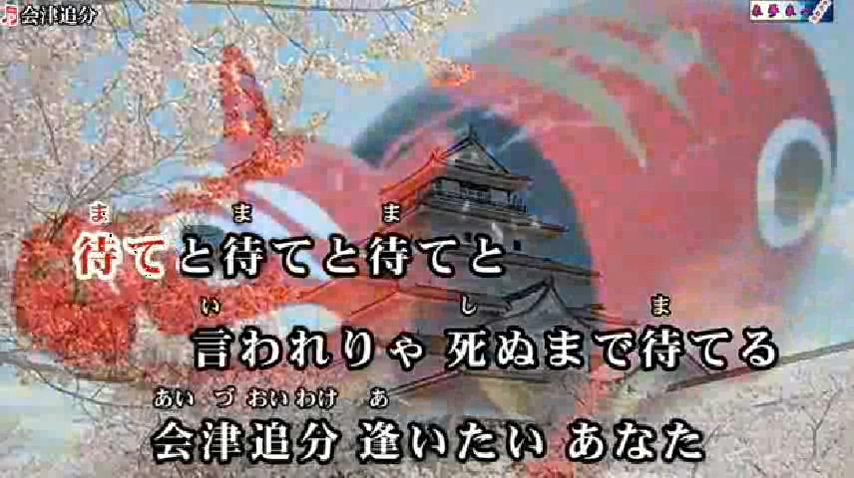 会津追分
ま ま ま
待てと待てと待てと
い し ま
言われりゃ 死ぬまで待てる
あい づ おいわけ あ
会津追分 逢いたい あなた